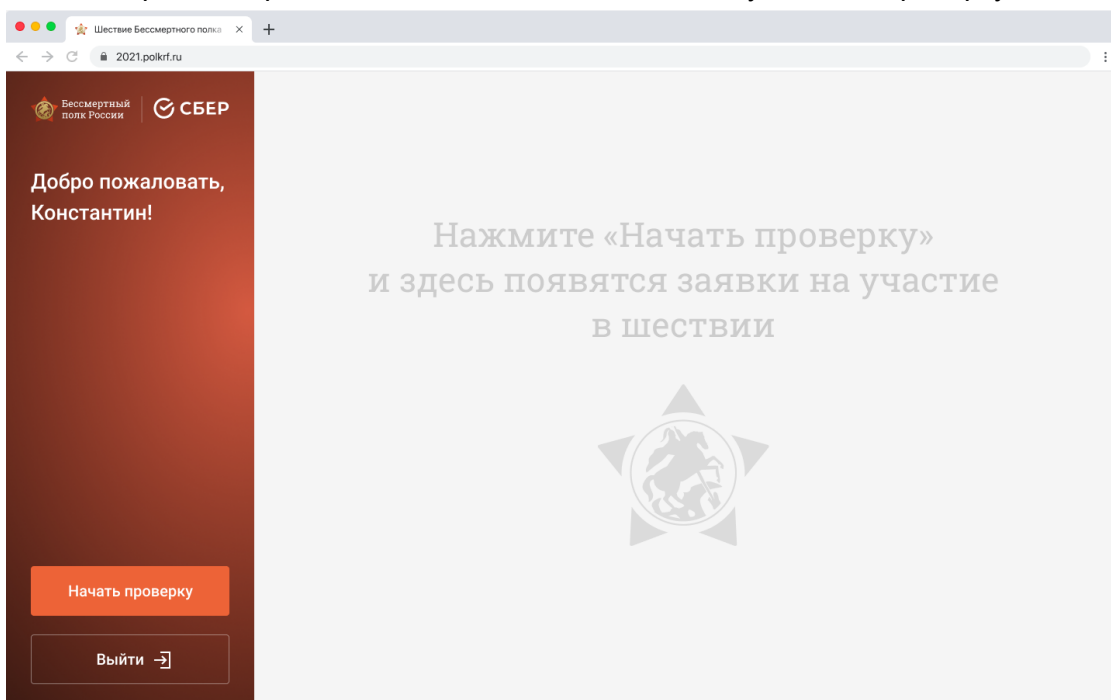 Шествие Бессмертного полка
2021.polkrf.ru
Бессмертный
полк России
СБЕР
Добро пожаловать,
Константин!
Нажмите «Начать проверку»
и здесь появятся заявки на участие
в шествии
Начать проверку
Выйти